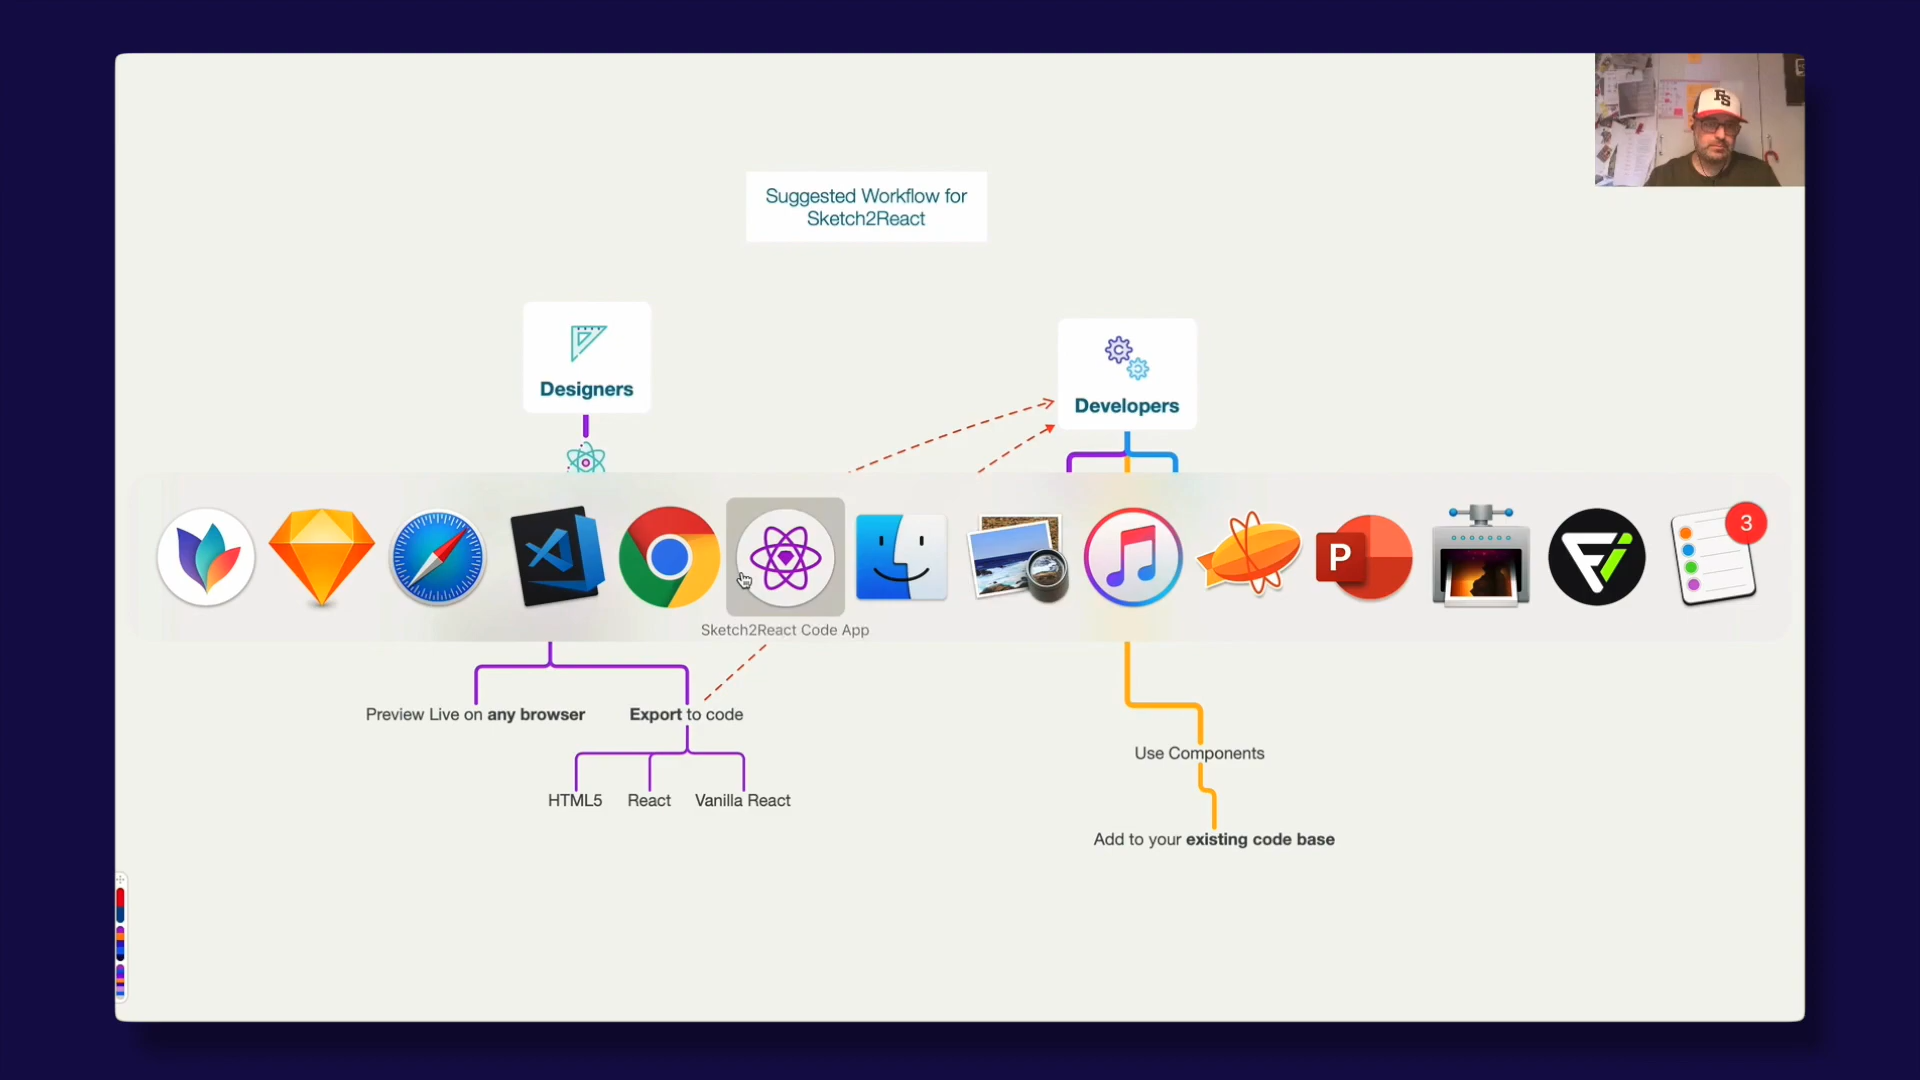 FS
Suggested Workflow for
Sketch2React
Designers
Developers
P
3
Sketch2React Code App
Preview Live on any browser
Export to code
Use Components
HTML5
React
Vanilla React
Add to your existing code base